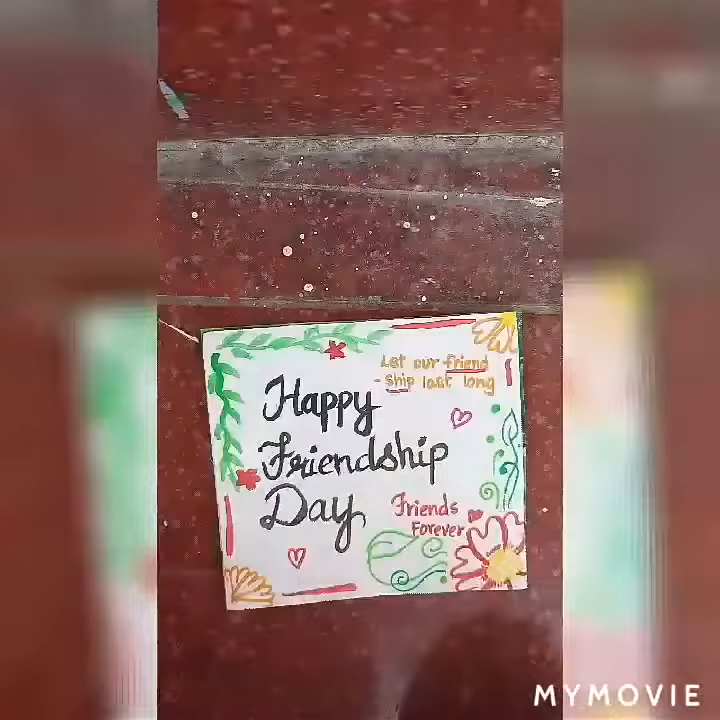 Let our friend
-ship last long
Happy
Friendship
Day
Friends
Forever
MYMOVIE